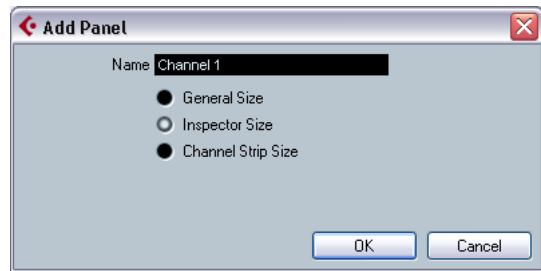 Add Panel
Name Channel 1
General Size
Inspector Size
Channel Strip Size
OK Cancel